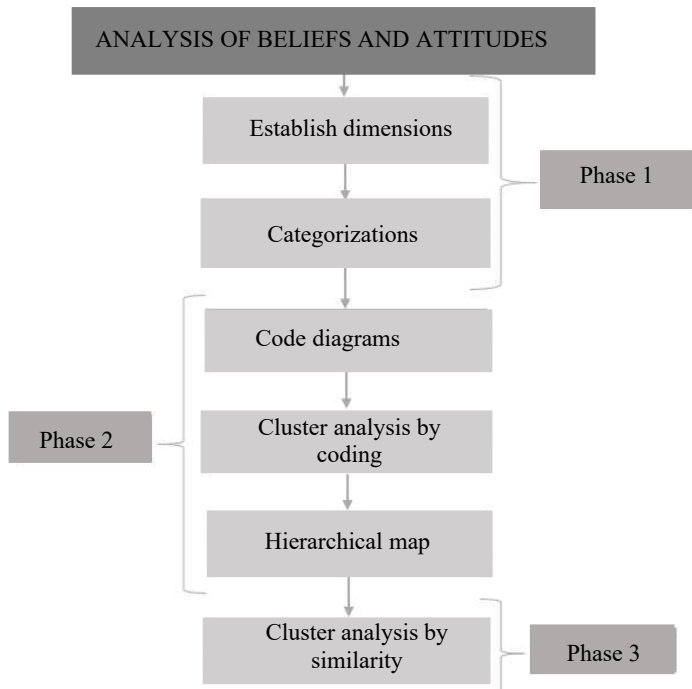 ANALYSIS OF BELIEFS AND ATTITUDES
Establish dimensions
Phase 1
Categorizations
Code diagrams
Cluster analysis by
coding
Phase 2
Hierarchical map
Cluster analysis by
similarity
Phase 3